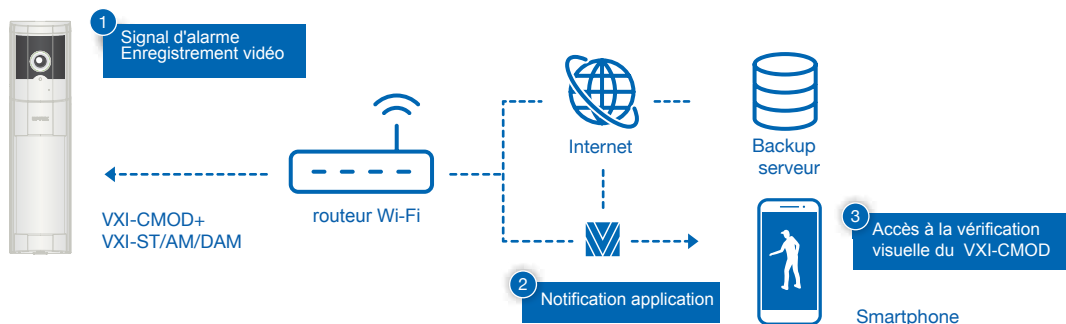 1
Signal d'alarme
Enregistrement vidéo
Internet
Backup
serveur
VXI-CMOD+
VXI-ST/AM/DAM
routeur Wi-Fi
2
Notification application
3
Accès à la vérification
visuelle du VXI-CMOD
Smartphone